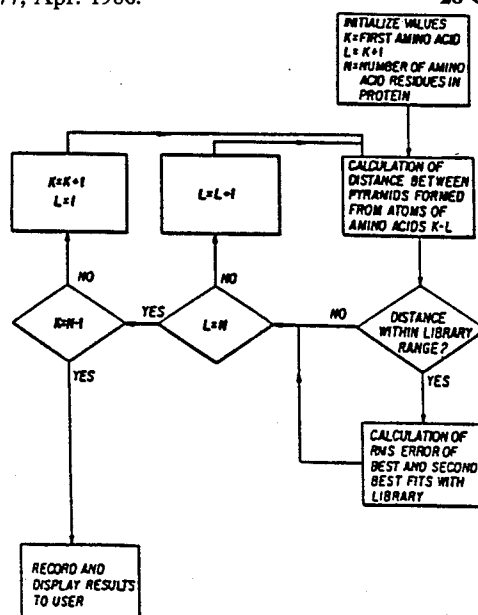 77, Apr. 1986.
INITIALIZE VALUES
K=FIRST AMINO ACID
L=K+1
N=NUMBER OF AMINO
ACID RESIDUES IN
PROTEIN
K=K+1
L=1
L=L+1
CALCULATION OF
DISTANCE BETWEEN
PYRAMIDS FORMED
FROM ATOMS OF
AMINO ACIDS K-L
NO
NO
K=N-1
YES
L=N
NO
DISTANCE
WITHIN LIBRARY
RANGE?
YES
YES
CALCULATION OF
RMS ERROR OF
BEST AND SECOND
BEST FITS WITH
LIBRARY
RECORD AND
DISPLAY RESULTS
TO USER